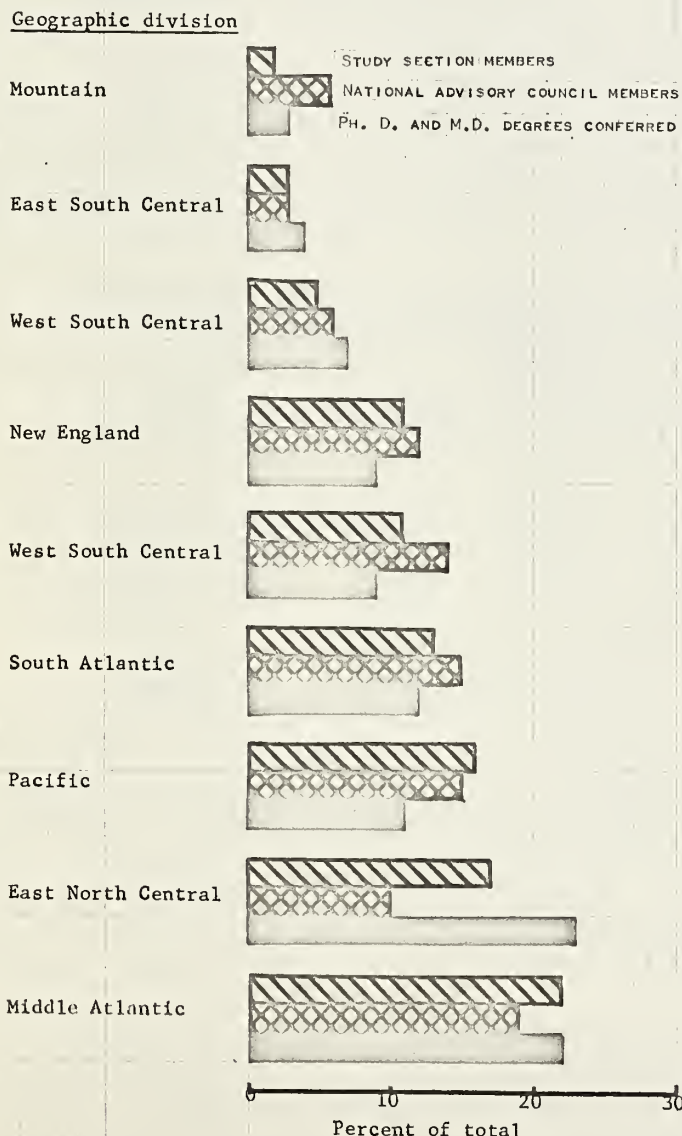 Geographic division
STUDY SECTION MEMBERS
Mountain
NATIONAL ADVISORY COUNCIL MEMBERS
PH. D. AND M.D. DEGREES CONFERRED
East South Central
West South Central
New England
West South Central
South Atlantic
Pacific
East North Central
Middle Atlantic
0 10 20 30
Percent of total